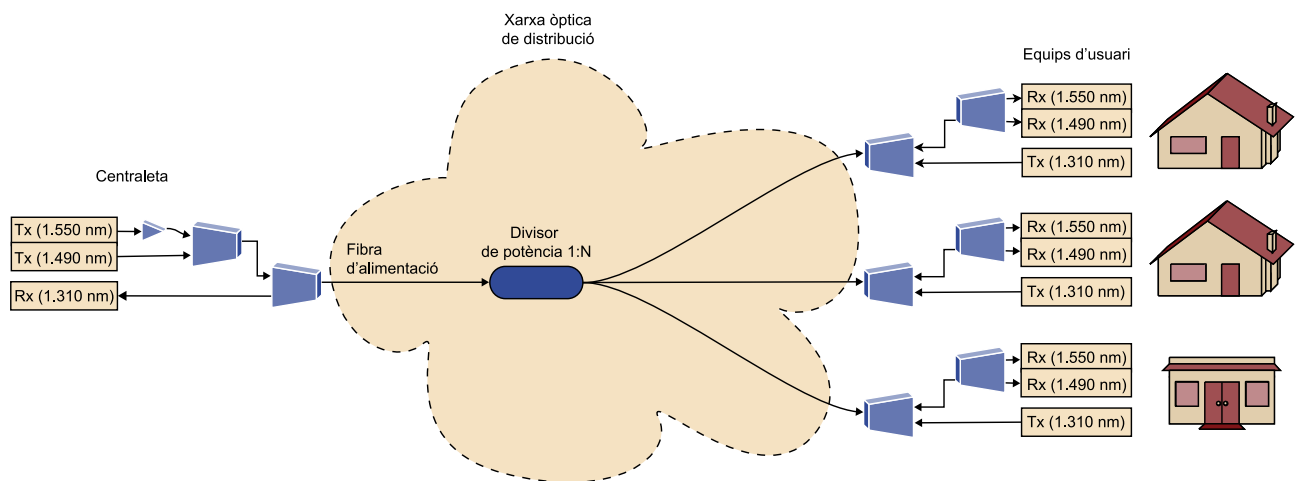 Xarxa òptica
de distribució
Equips d’usuari
Rx (1.550 nm)
Rx (1.490 nm)
Tx (1.310 nm)
Centraleta
Tx (1.550 nm)
Tx (1.490 nm)
Rx (1.310 nm)
Fibra
d’alimentació
Divisor
de potència 1:N
Rx (1.550 nm)
Rx (1.490 nm)
Tx (1.310 nm)
Rx (1.550 nm)
Rx (1.490 nm)
Tx (1.310 nm)